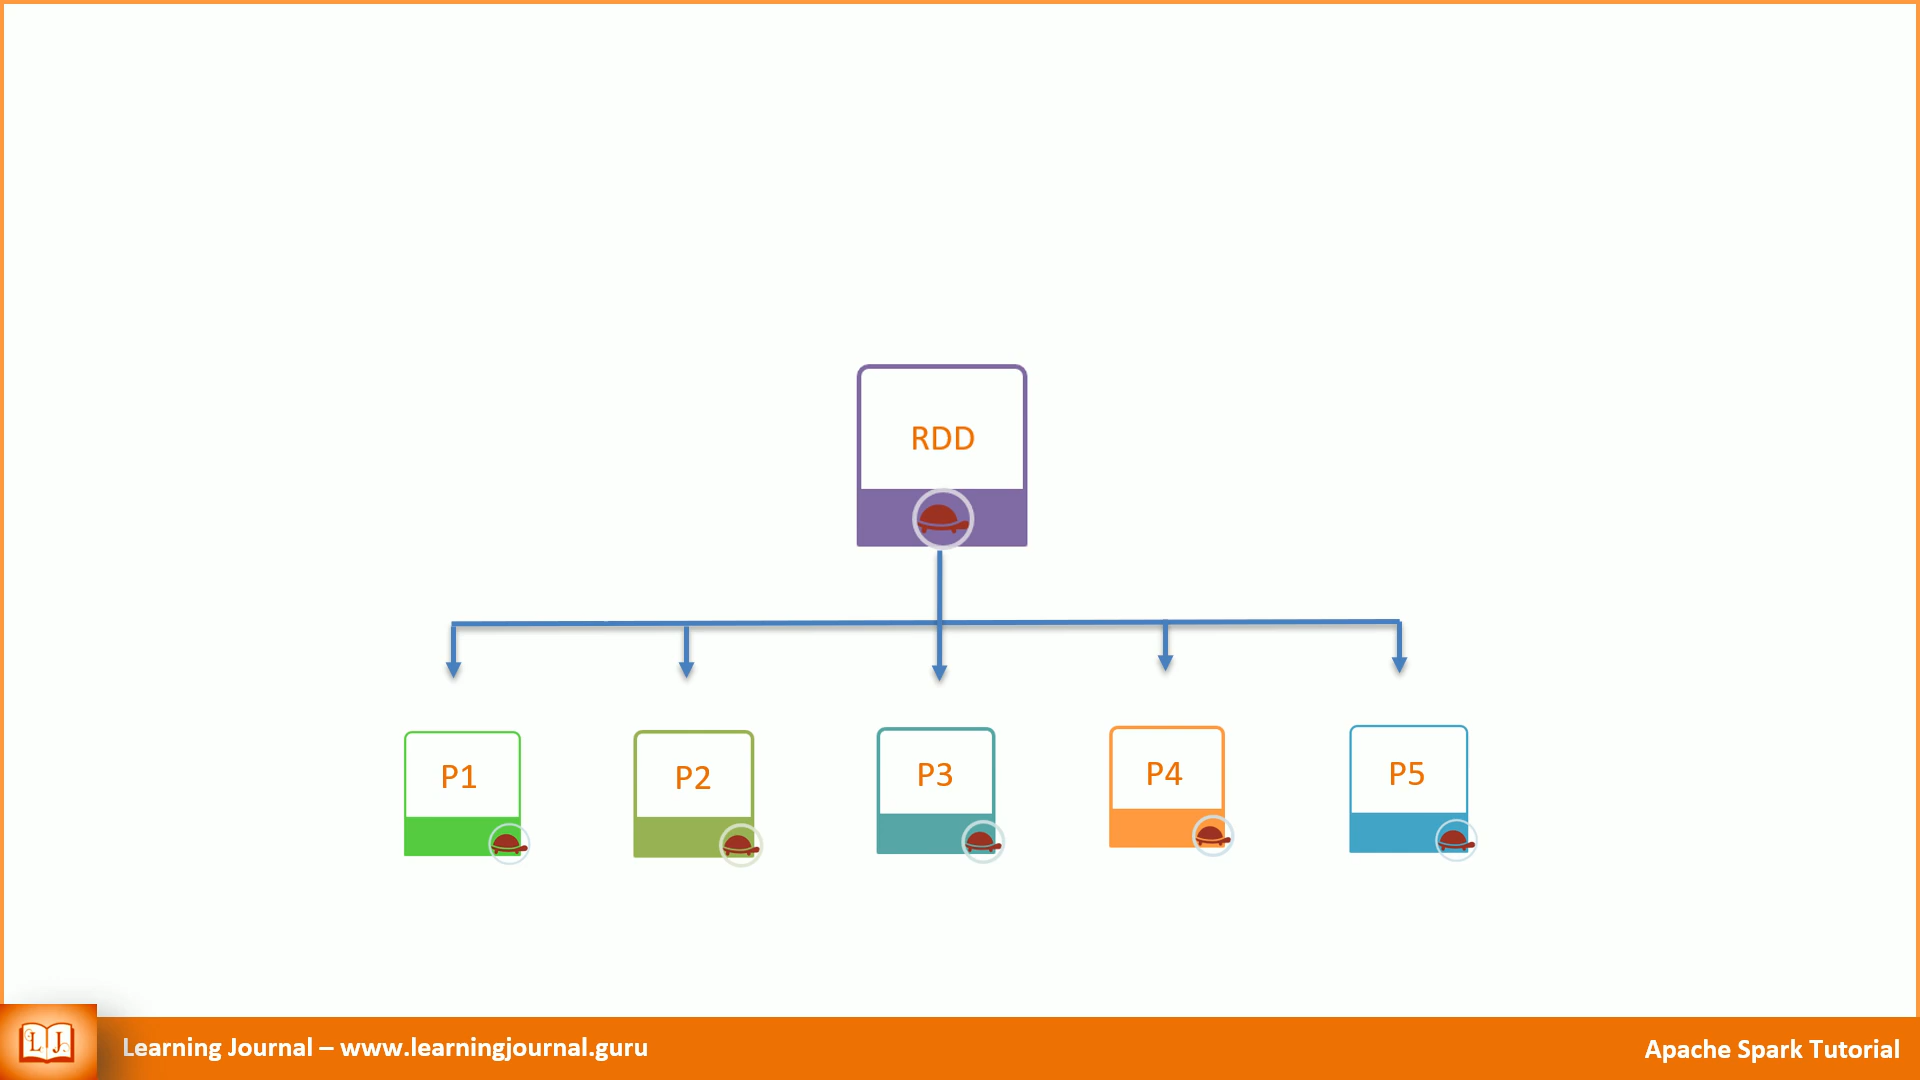 RDD
P1
P2
P3
P4
P5
LJ
Learning Journal – www.learningjournal.guru
Apache Spark Tutorial